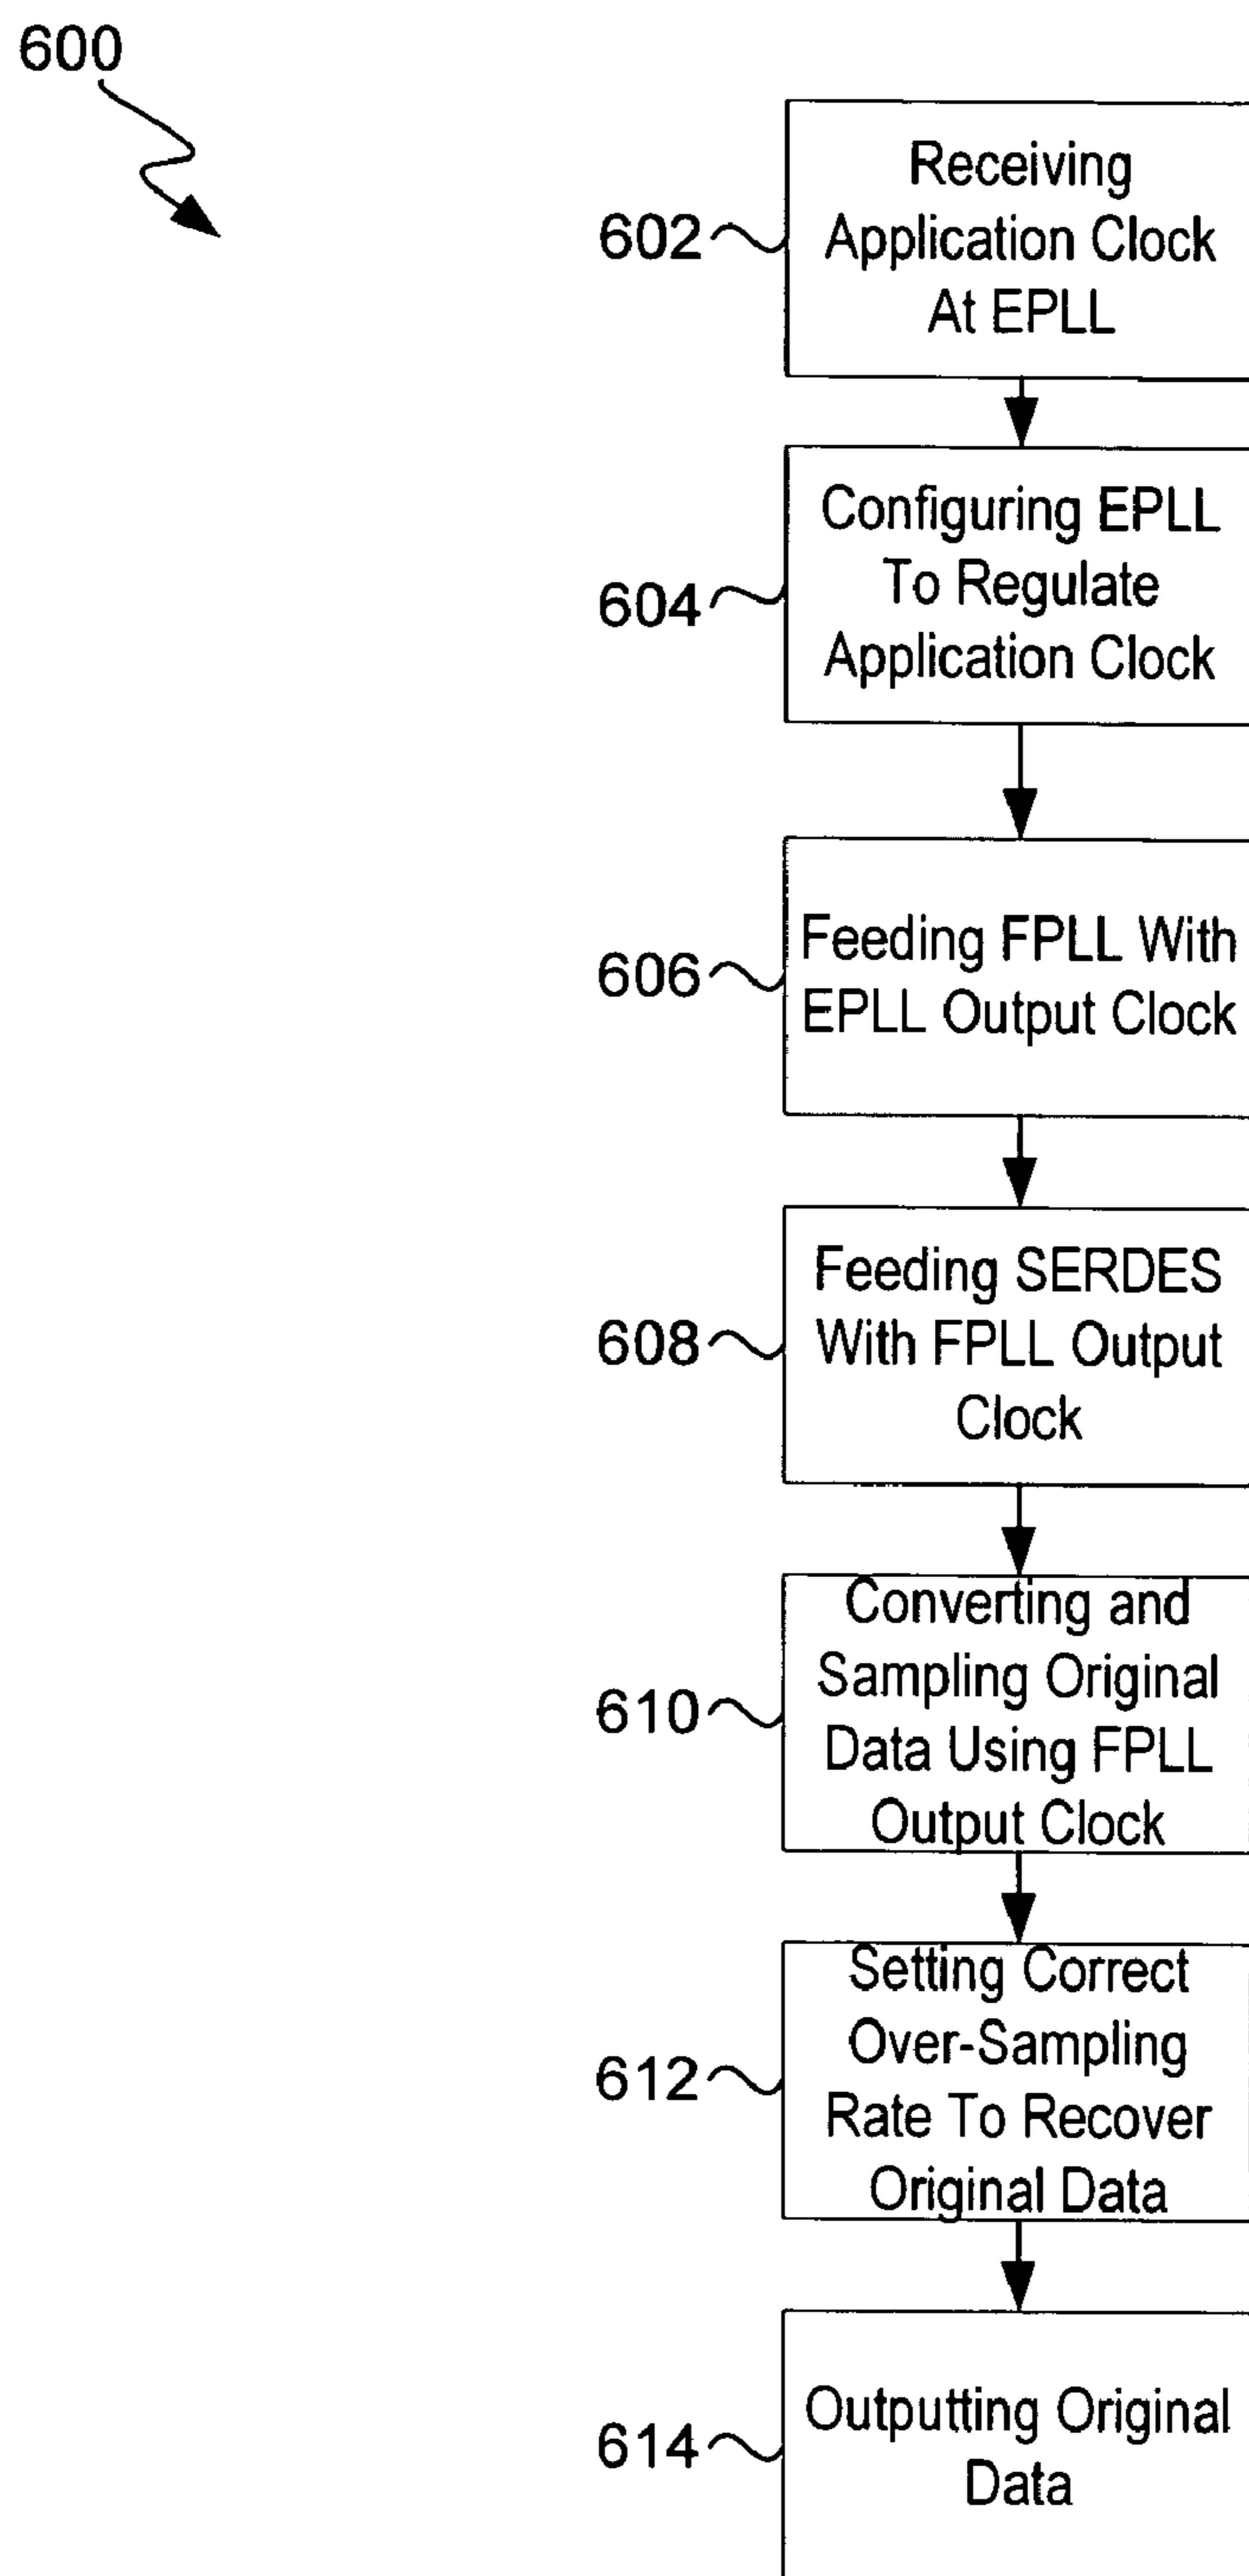 600
602
Receiving
Application Clock
At EPLL
604
Configuring EPLL
To Regulate
Application Clock
606
Feeding FPLL With
EPLL Output Clock
608
Feeding SERDES
With FPLL Output
Clock
610
Converting and
Sampling Original
Data Using FPLL
Output Clock
612
Setting Correct
Over-Sampling
Rate To Recover
Original Data
614
Outputting Original
Data